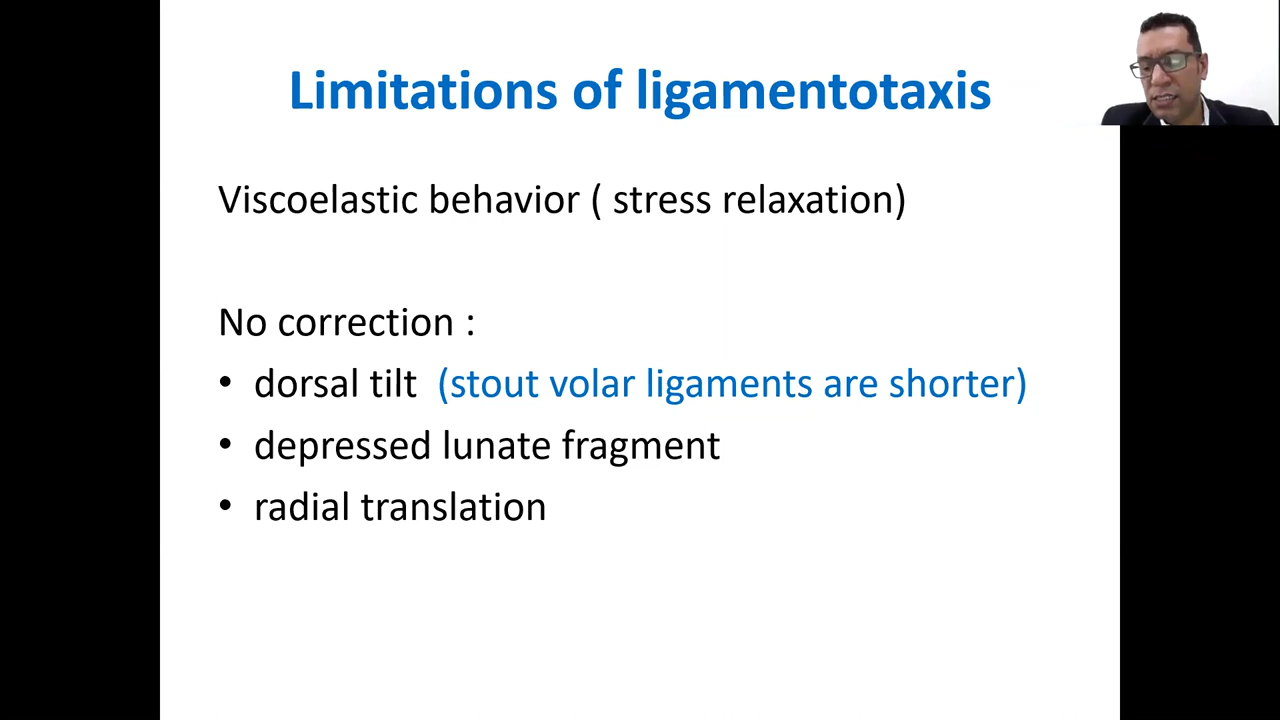 Limitations of ligamentotaxis
Viscoelastic behavior ( stress relaxation)
No correction :
• dorsal tilt (stout volar ligaments are shorter)
• depressed lunate fragment
• radial translation